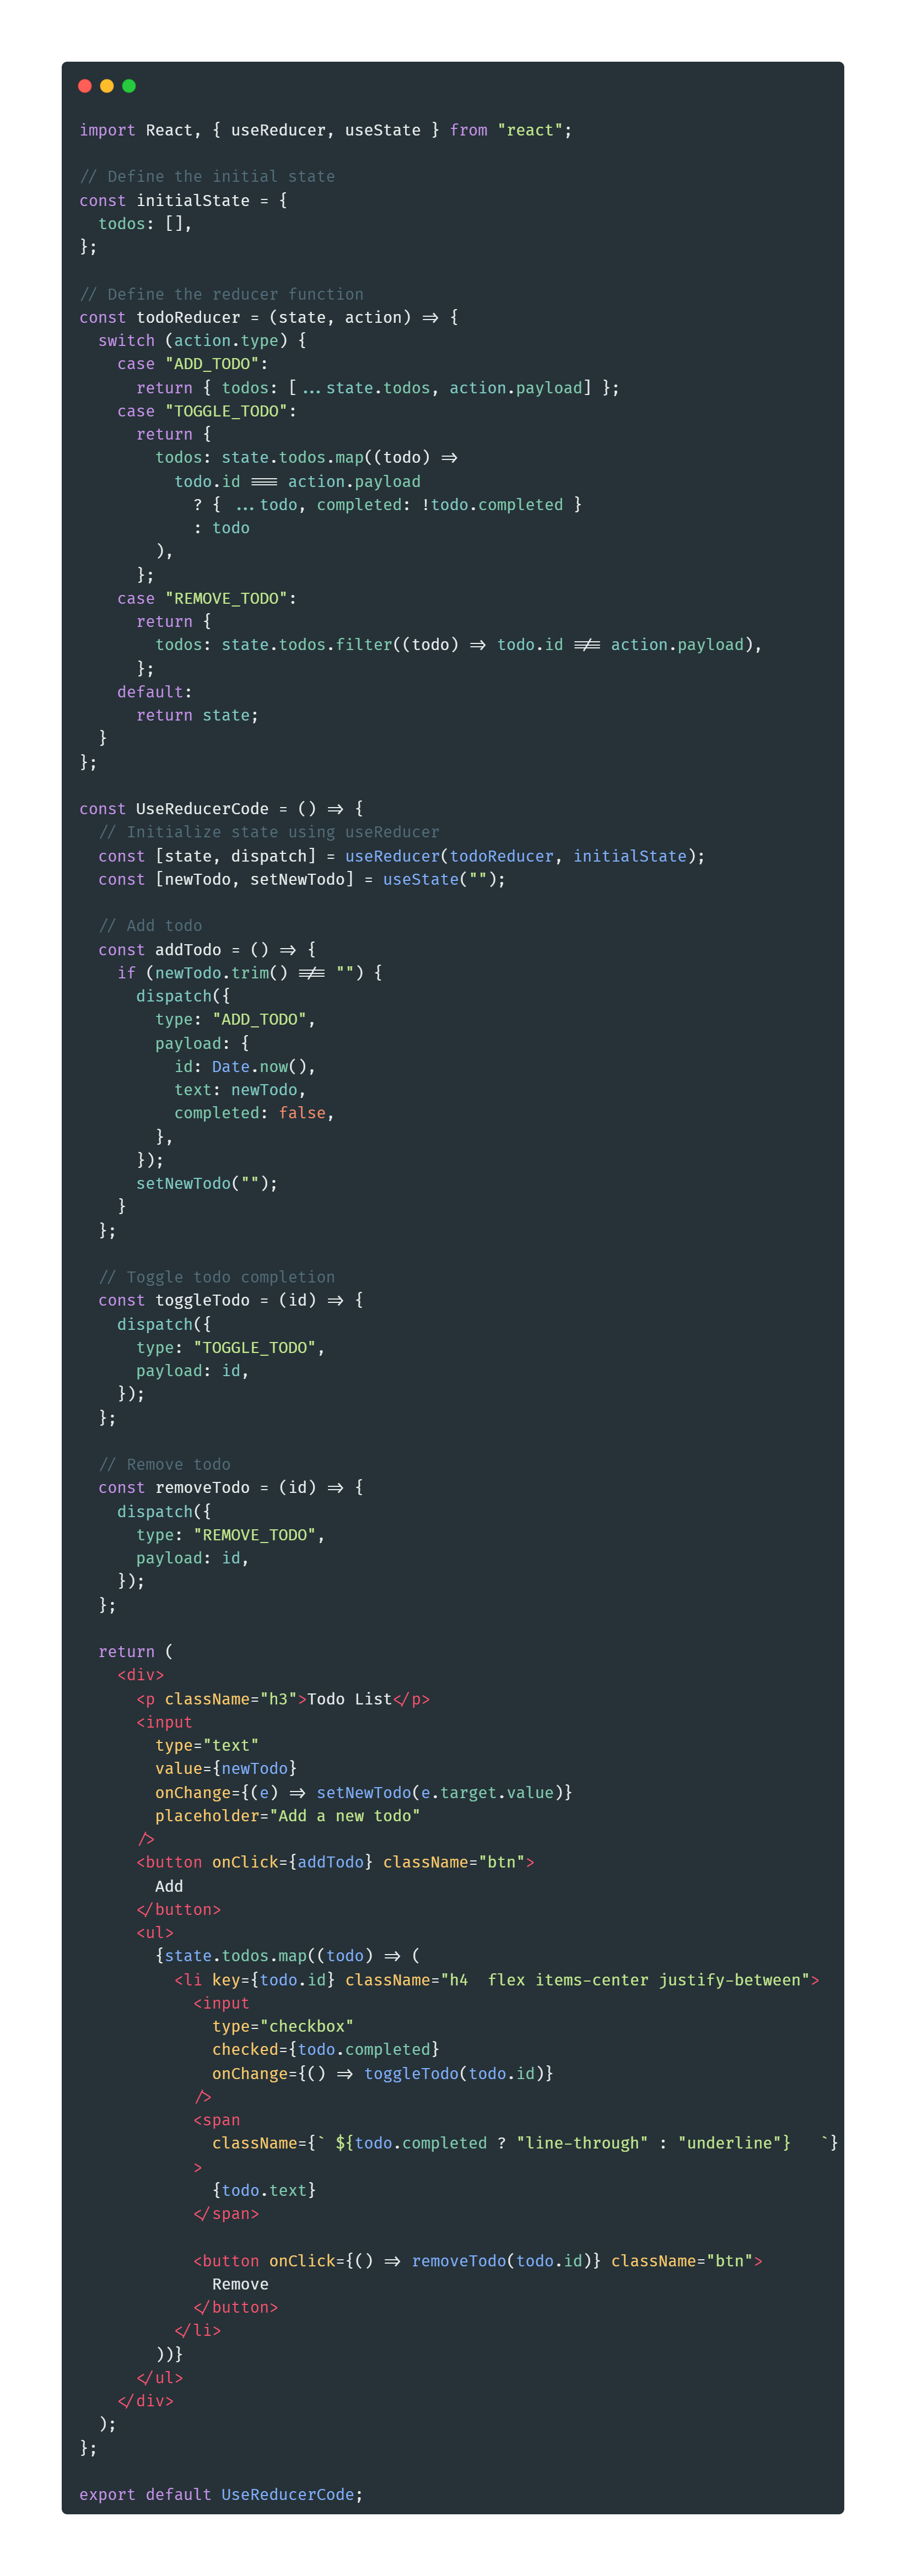 import React, { useReducer, useState } from "react";

// Define the initial state
const initialState = {
  todos: [],
};

// Define the reducer function
const todoReducer = (state, action) => {
  switch (action.type) {
    case "ADD_TODO":
      return { todos: [...state.todos, action.payload] };
    case "TOGGLE_TODO":
      return {
        todos: state.todos.map((todo) =>
          todo.id === action.payload
            ? { ...todo, completed: !todo.completed }
            : todo
        ),
      };
    case "REMOVE_TODO":
      return {
        todos: state.todos.filter((todo) => todo.id !== action.payload),
      };
    default:
      return state;
  }
};

const UseReducerCode = () => {
  // Initialize state using useReducer
  const [state, dispatch] = useReducer(todoReducer, initialState);
  const [newTodo, setNewTodo] = useState("");

  // Add todo
  const addTodo = () => {
    if (newTodo.trim() !== "") {
      dispatch({
        type: "ADD_TODO",
        payload: {
          id: Date.now(),
          text: newTodo,
          completed: false,
        },
      });
      setNewTodo("");
    }
  };

  // Toggle todo completion
  const toggleTodo = (id) => {
    dispatch({
      type: "TOGGLE_TODO",
      payload: id,
    });
  };

  // Remove todo
  const removeTodo = (id) => {
    dispatch({
      type: "REMOVE_TODO",
      payload: id,
    });
  };

  return (
    <div>
      <p className="h3">Todo List</p>
      <input
        type="text"
        value={newTodo}
        onChange={(e) => setNewTodo(e.target.value)}
        placeholder="Add a new todo"
      />
      <button onClick={addTodo} className="btn">
        Add
      </button>
      <ul>
        {state.todos.map((todo) => (
          <li key={todo.id} className="h4  flex items-center justify-between">
            <input
              type="checkbox"
              checked={todo.completed}
              onChange={() => toggleTodo(todo.id)}
            />
            <span
              className={` ${todo.completed ? "line-through" : "underline"}   `}
            >
              {todo.text}
            </span>

            <button onClick={() => removeTodo(todo.id)} className="btn">
              Remove
            </button>
          </li>
        ))}
      </ul>
    </div>
  );
};

export default UseReducerCode;